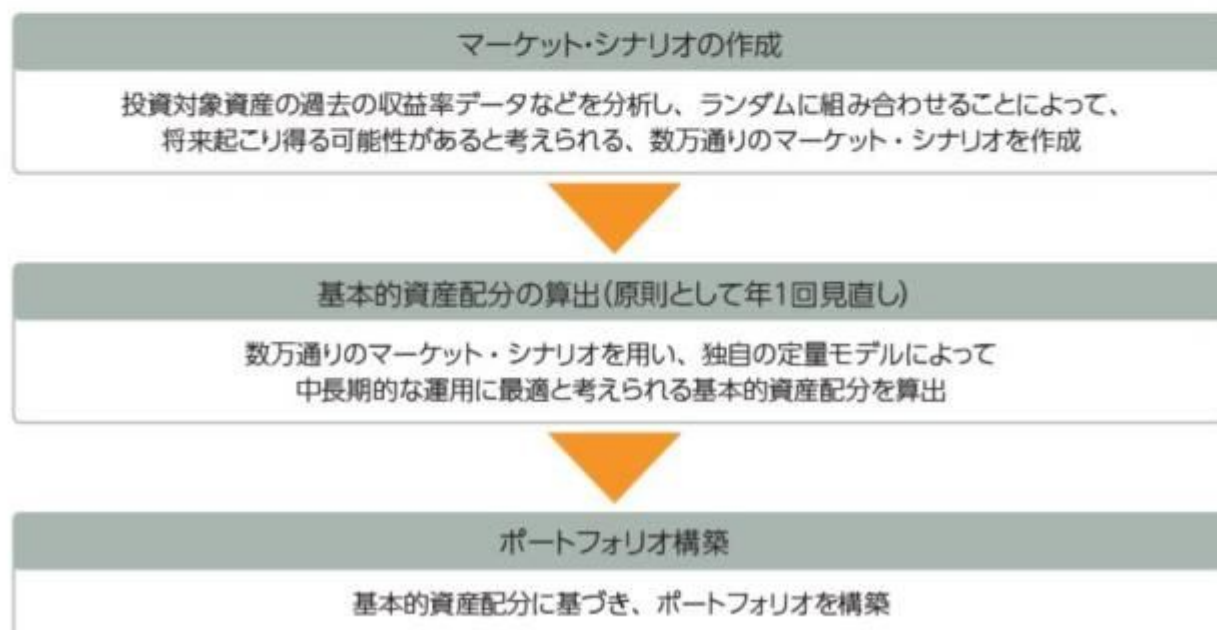 マーケット・シナリオの作成
投資対象資産の過去の収益率データなどを分析し、ランダムに組み合わせることによって、
将来起こり得る可能性があると考えられる、数万通りのマーケット・シナリオを作成
基本的資産配分の算出(原則として年1回見直し)
数万通りのマーケット・シナリオを用い、独自の定量モデルによって
中長期的な運用に最適と考えられる基本的資産配分を算出
ポートフォリオ構築
基本的資産配分に基づき、ポートフォリオを構築